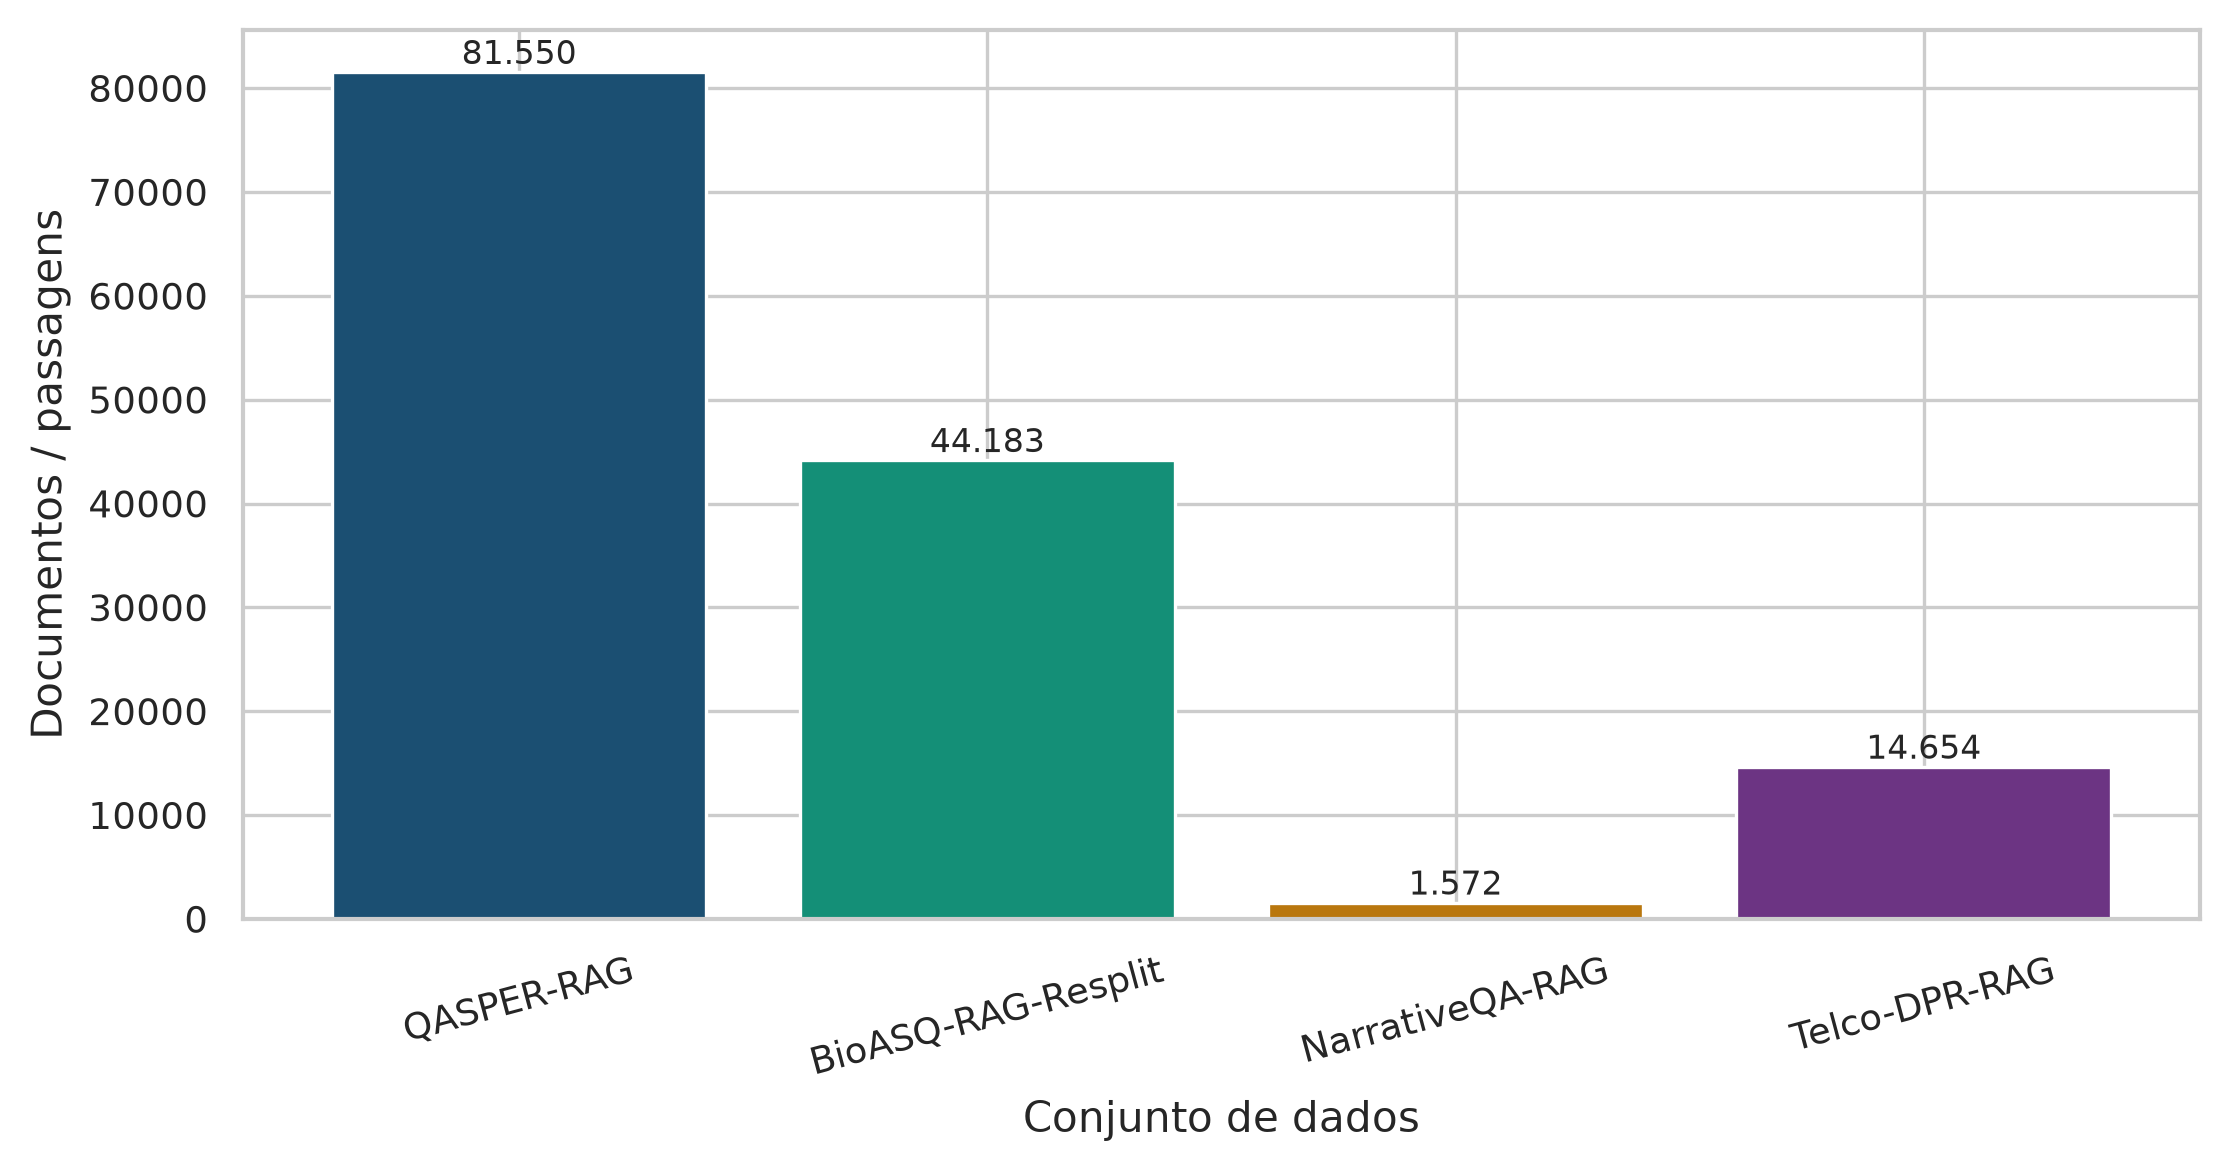 81.550
80000
70000
60000
50000
44.183
40000
30000
20000
14.654
10000
1.572
0
Documentos / passagens
QASPER-RAG
BioASQ-RAG-Resplit
NarrativeQA-RAG
Telco-DPR-RAG
Conjunto de dados